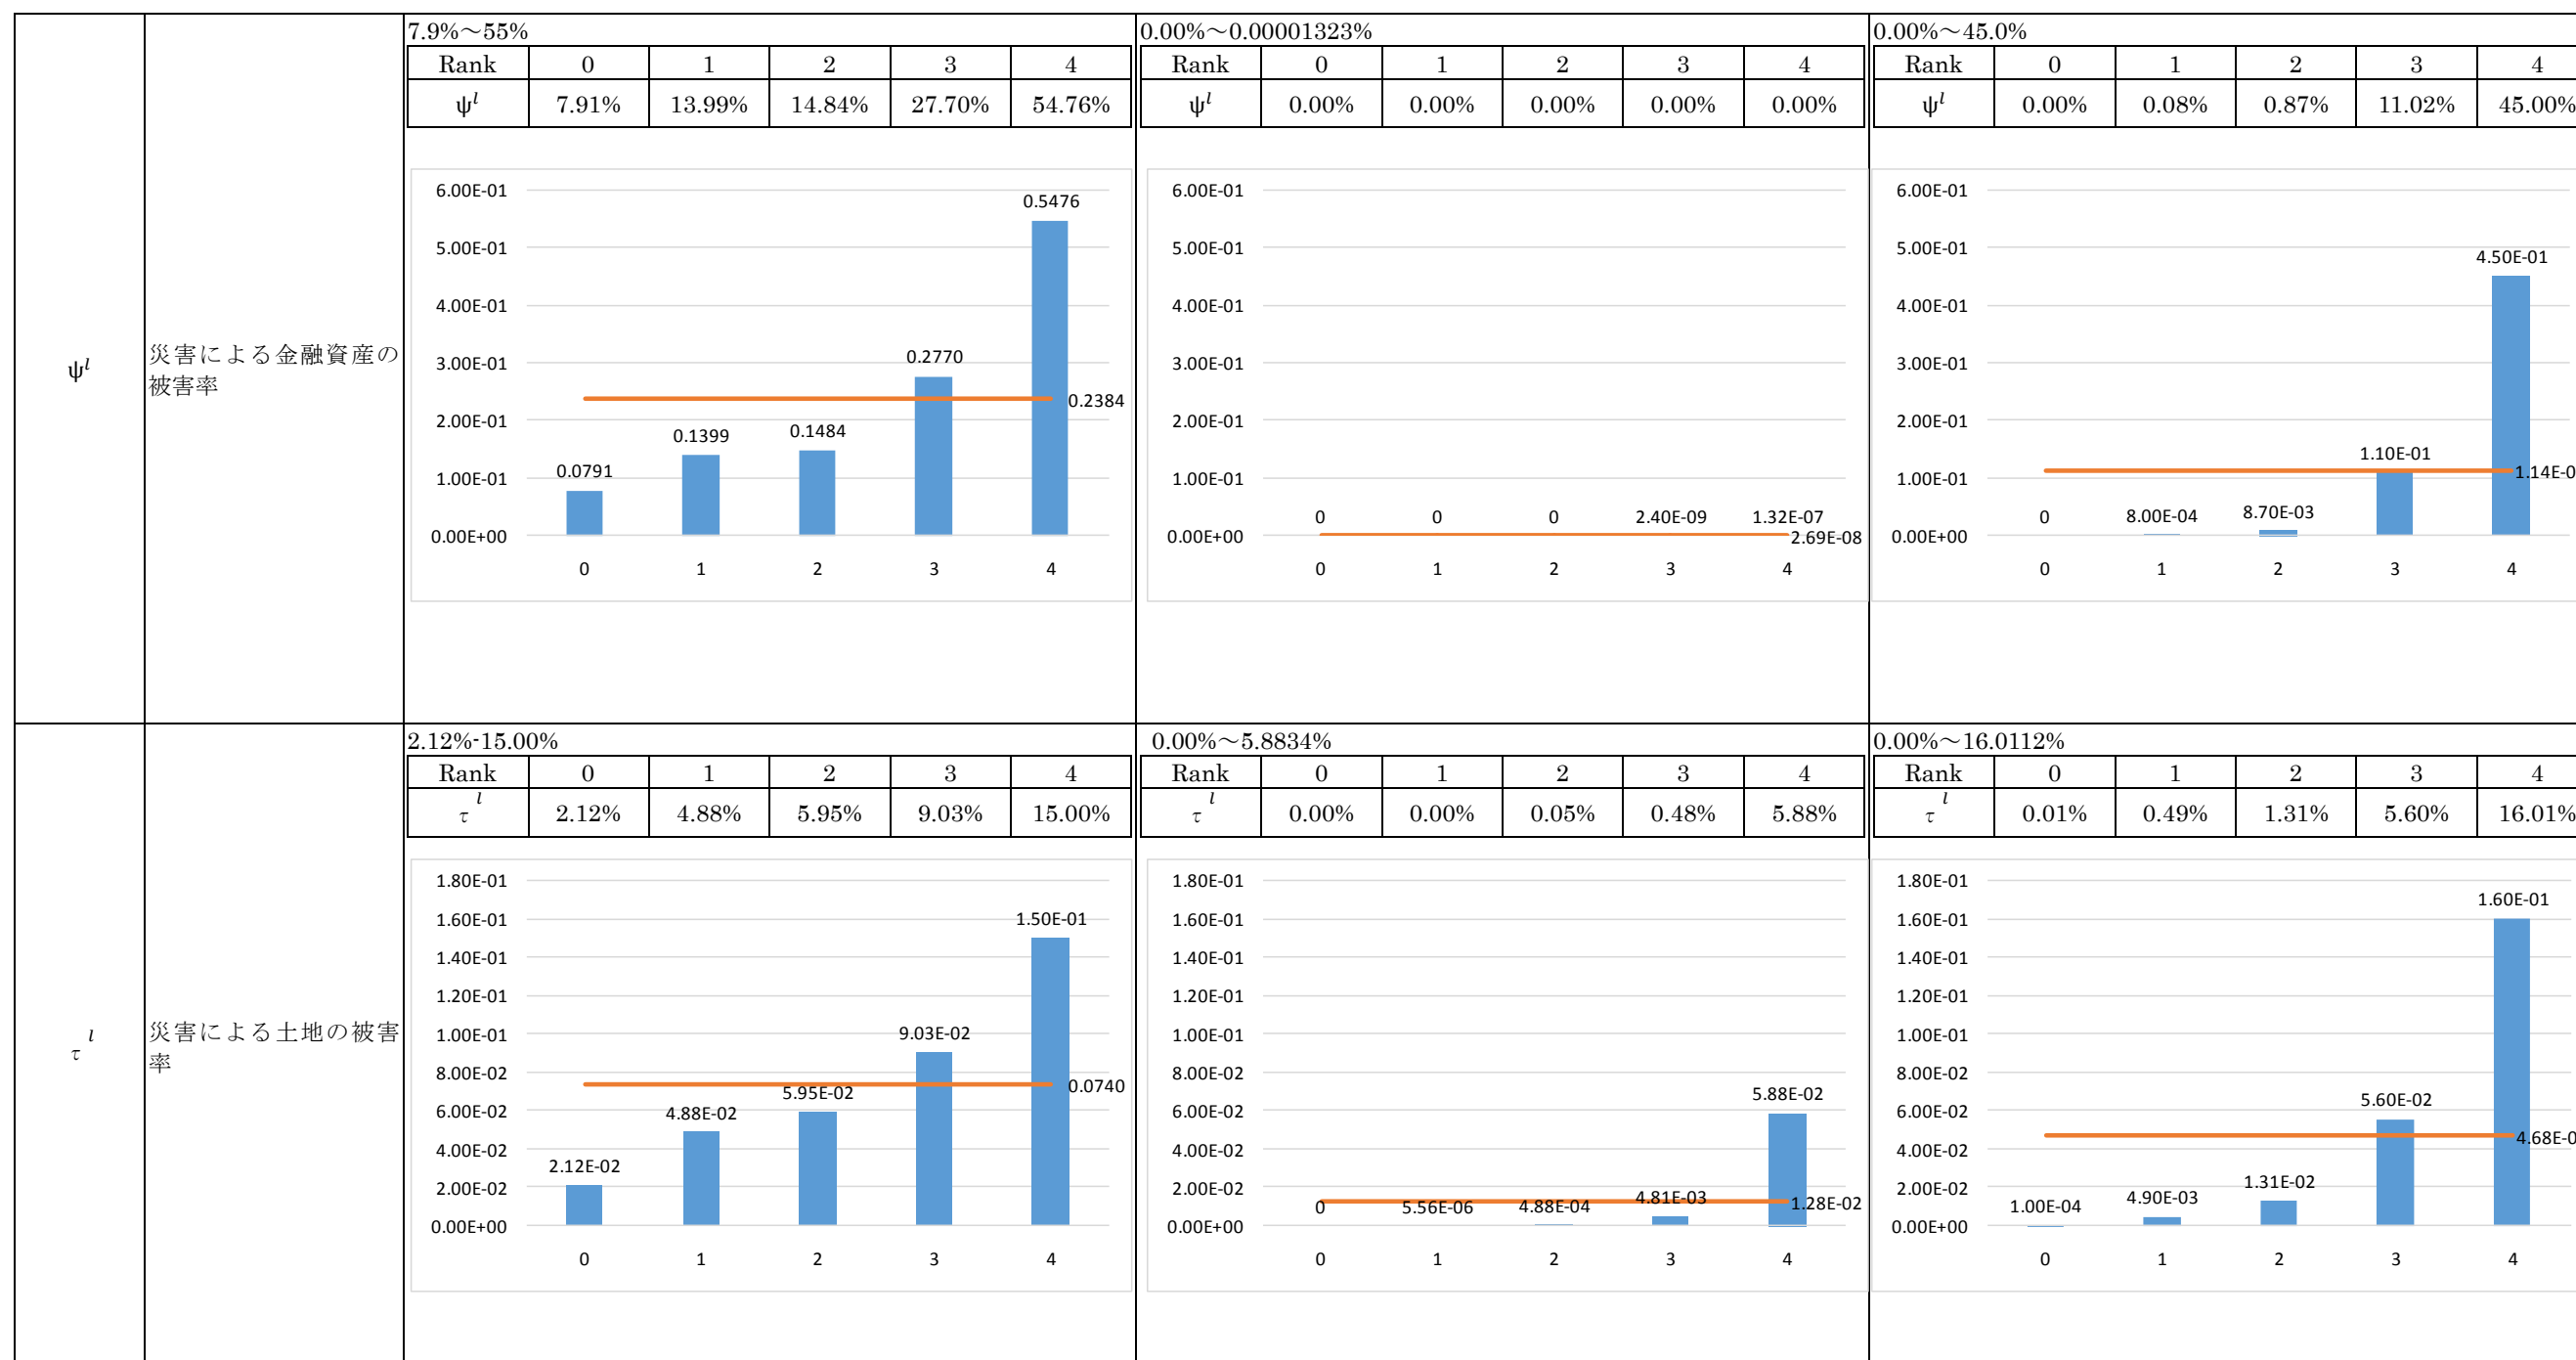 ψl
災害による金融資産の
被害率
7.9%～55%
Rank 0 1 2 3 4
ψl 7.91% 13.99% 14.84% 27.70% 54.76%
6.00E-01
5.00E-01
4.00E-01
3.00E-01
2.00E-01
1.00E-01
0.00E+00
0.0791
0.1399
0.1484
0.2770
0.5476
0.2384
0 1 2 3 4
0.00%～0.00001323%
Rank 0 1 2 3 4
ψl 0.00% 0.00% 0.00% 0.00% 0.00%
6.00E-01
5.00E-01
4.00E-01
3.00E-01
2.00E-01
1.00E-01
0.00E+00
0 0 0 2.40E-09 1.32E-07
2.69E-08
0 1 2 3 4
0.00%～45.0%
Rank 0 1 2 3 4
ψl 0.00% 0.08% 0.87% 11.02% 45.00%
6.00E-01
5.00E-01
4.00E-01
3.00E-01
2.00E-01
1.00E-01
0.00E+00
0
8.00E-04
8.70E-03
1.10E-01
4.50E-01
1.14E-0
0 1 2 3 4
τl
災害による土地の被害
率
2.12%-15.00%
Rank 0 1 2 3 4
τl 2.12% 4.88% 5.95% 9.03% 15.00%
1.80E-01
1.60E-01
1.40E-01
1.20E-01
1.00E-01
8.00E-02
6.00E-02
4.00E-02
2.00E-02
0.00E+00
2.12E-02
4.88E-02
5.95E-02
9.03E-02
1.50E-01
0.0740
0 1 2 3 4
0.00%～5.8834%
Rank 0 1 2 3 4
τl 0.00% 0.00% 0.05% 0.48% 5.88%
1.80E-01
1.60E-01
1.40E-01
1.20E-01
1.00E-01
8.00E-02
6.00E-02
4.00E-02
2.00E-02
0.00E+00
0
5.56E-06
4.88E-04
4.81E-03
5.88E-02
1.28E-02
0 1 2 3 4
0.00%～16.0112%
Rank 0 1 2 3 4
τl 0.01% 0.49% 1.31% 5.60% 16.01%
1.80E-01
1.60E-01
1.40E-01
1.20E-01
1.00E-01
8.00E-02
6.00E-02
4.00E-02
2.00E-02
0.00E+00
1.00E-04
4.90E-03
1.31E-02
5.60E-02
1.60E-01
4.68E-0
0 1 2 3 4